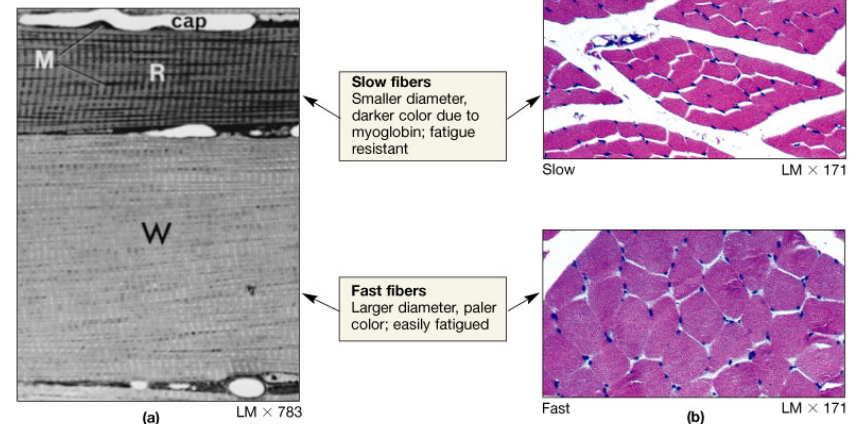 cap
M
R
W
LM × 783
(a)
Slow fibers
Smaller diameter,
darker color due to
myoglobin; fatigue
resistant
Fast fibers
Larger diameter, paler
color; easily fatigued
Slow
LM × 171
Fast
LM × 171
(b)